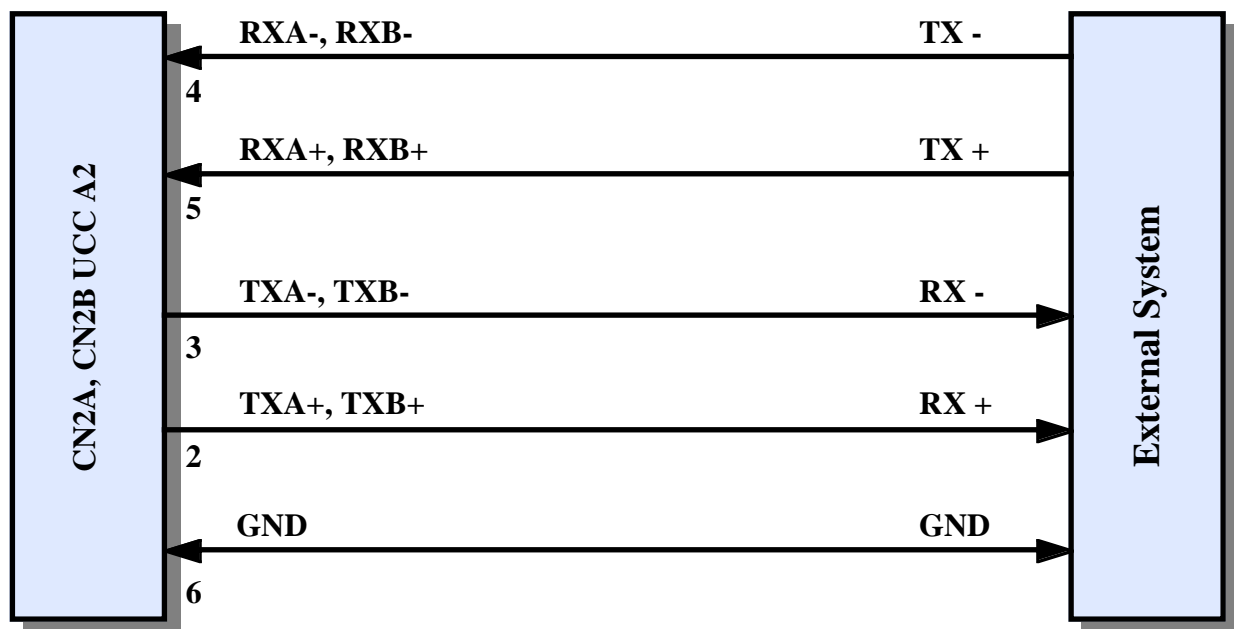 RXA-, RXB- TX -
4
RXA+, RXB+ TX +
5
TXA-, TXB- RX -
3
TXA+, TXB+ RX +
2
GND GND
6
CN2A, CN2B UCC A2
External System